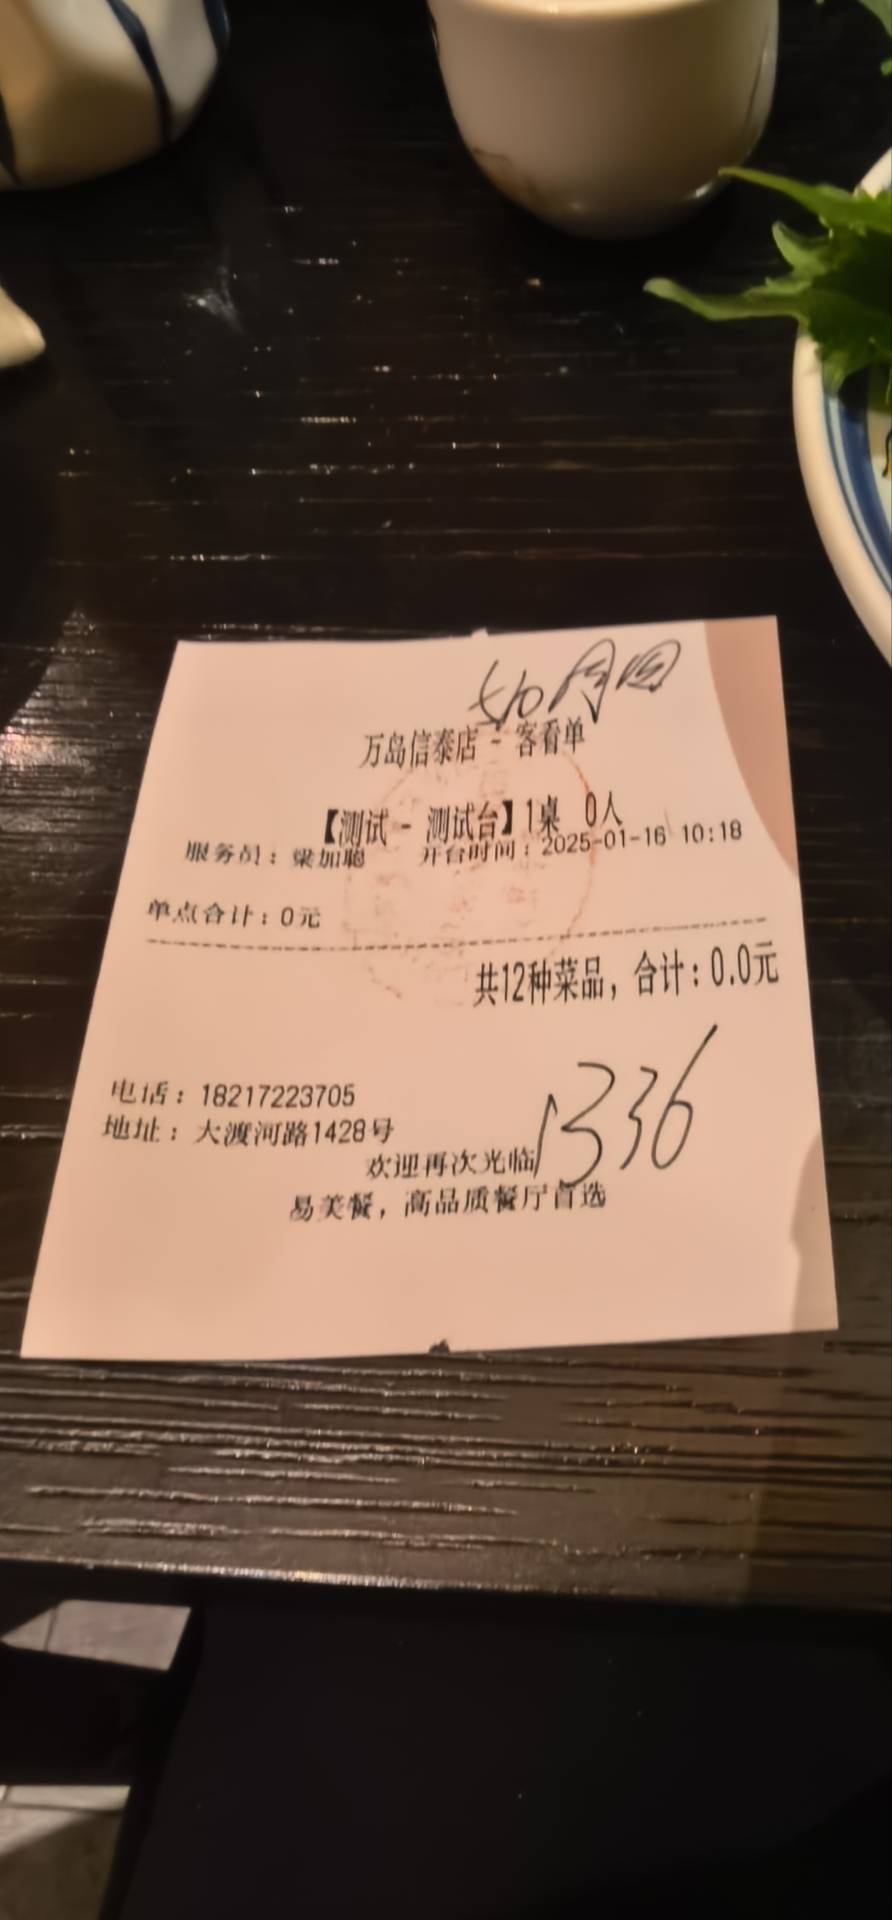 万岛信泰店 - 客看单
【测试 - 测试台】1桌 0人
服务员：梁加聪 开台时间：2025-01-16 10:18
单点合计：0元
共12种菜品，合计：0.0元
1336
电话：18217223705
地址：大渡河路1428号
欢迎再次光临
易美餐，高品质餐厅首选